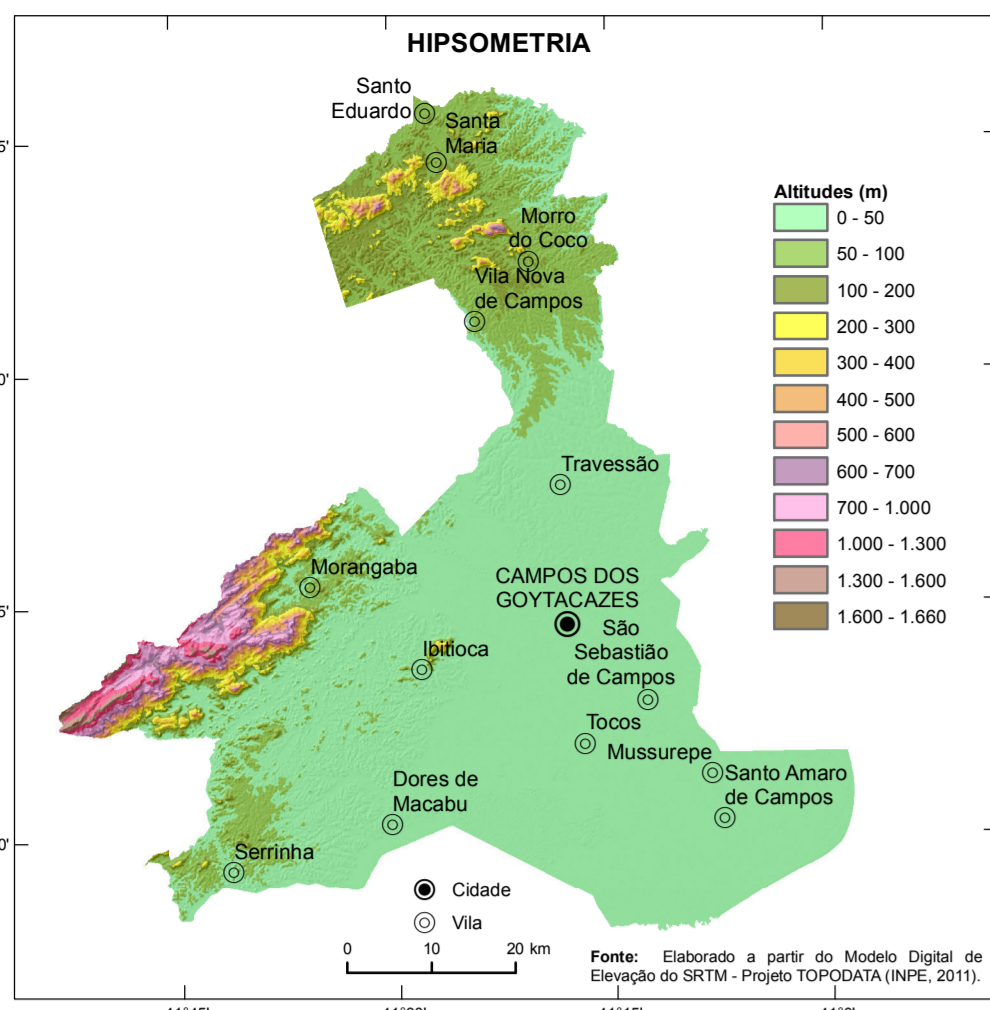 HIPSOMETRIA
Santo
Eduardo
Santa
Maria
Morro
do Coco
Vila Nova
de Campos
Travessão
Morangaba
CAMPOS DOS
GOYTACAZES
São
Sebastião
de Campos
Ibitioca
Tocos
Mussurepe
Santo Amaro
de Campos
Dores de
Macabu
Serrinha
Altitudes (m)
0 - 50
50 - 100
100 - 200
200 - 300
300 - 400
400 - 500
500 - 600
600 - 700
700 - 1.000
1.000 - 1.300
1.300 - 1.600
1.600 - 1.660
Cidade
Vila
0 10 20 km
Fonte: Elaborado a partir do Modelo Digital de
Elevação do SRTM - Projeto TOPODATA (INPE, 2011).